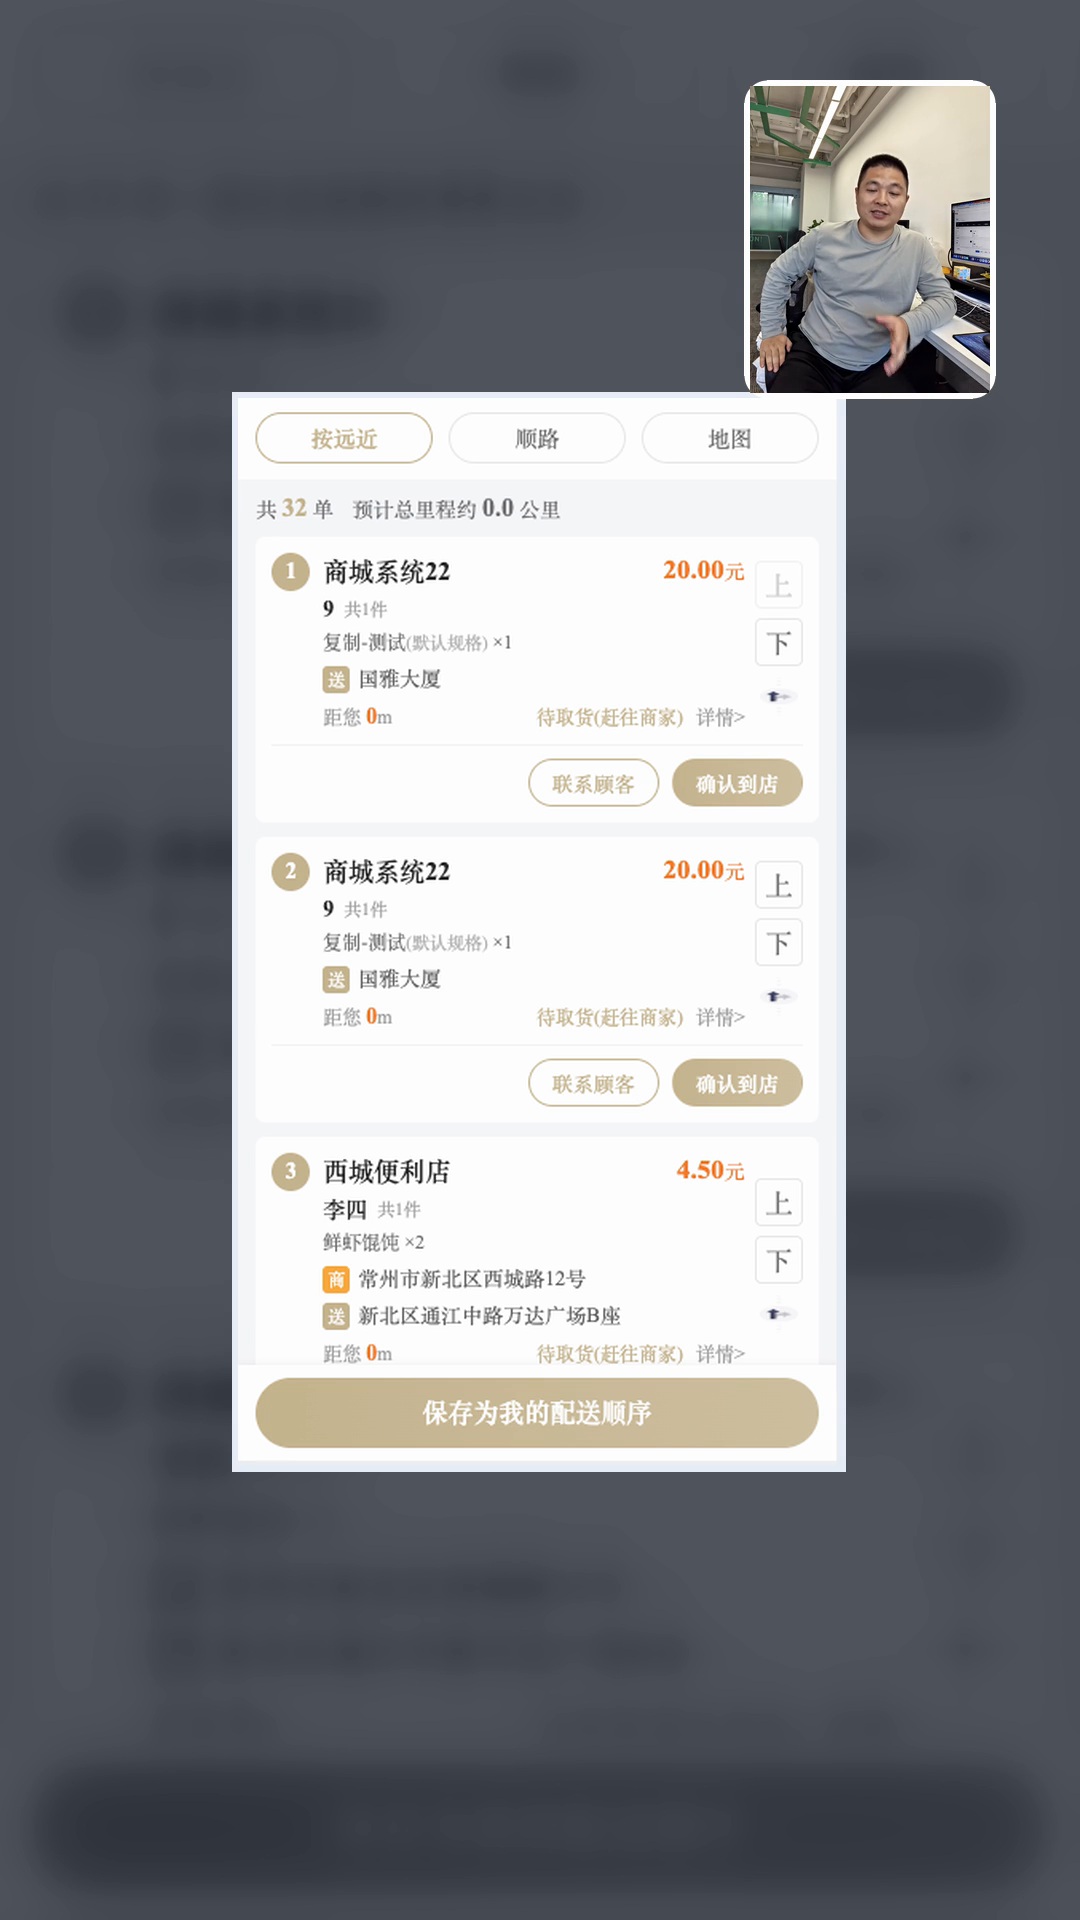 按远近 顺路 地图
共32单 预计总里程约0.0公里
1 商城系统22 20.00元
上
9 共1件
复制-测试(默认规格) ×1
下
送 国雅大厦
距您0m 待取货(赶往商家) 详情>
联系顾客 确认到店
2 商城系统22 20.00元
上
9 共1件
复制-测试(默认规格) ×1
下
送 国雅大厦
距您0m 待取货(赶往商家) 详情>
联系顾客 确认到店
3 西城便利店 4.50元
李四 共1件
上
鲜虾馄饨 ×2
下
商 常州市新北区西城路12号
送 新北区通江中路万达广场B座
距您0m 待取货(赶往商家) 详情>
保存为我的配送顺序